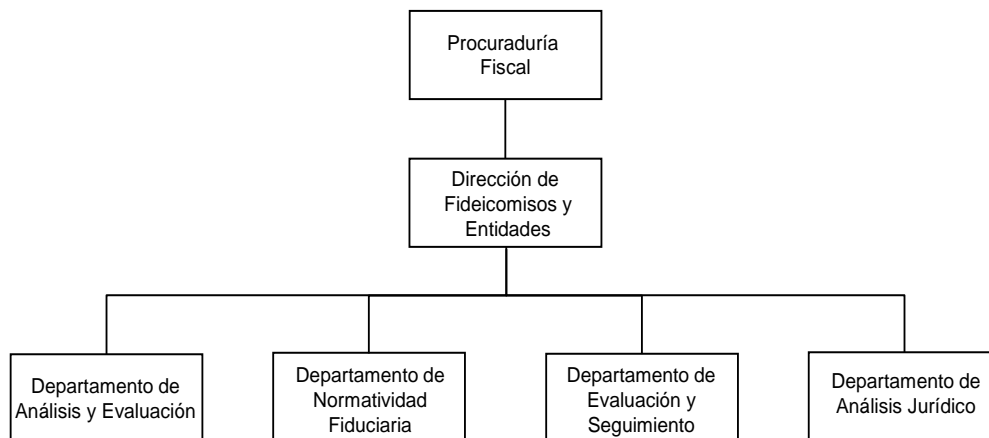 Procuraduría
Fiscal
Dirección de
Fideicomisos y
Entidades
Departamento de
Análisis y Evaluación
Departamento de
Normatividad
Fiduciaria
Departamento de
Evaluación y
Seguimiento
Departamento de
Análisis Jurídico